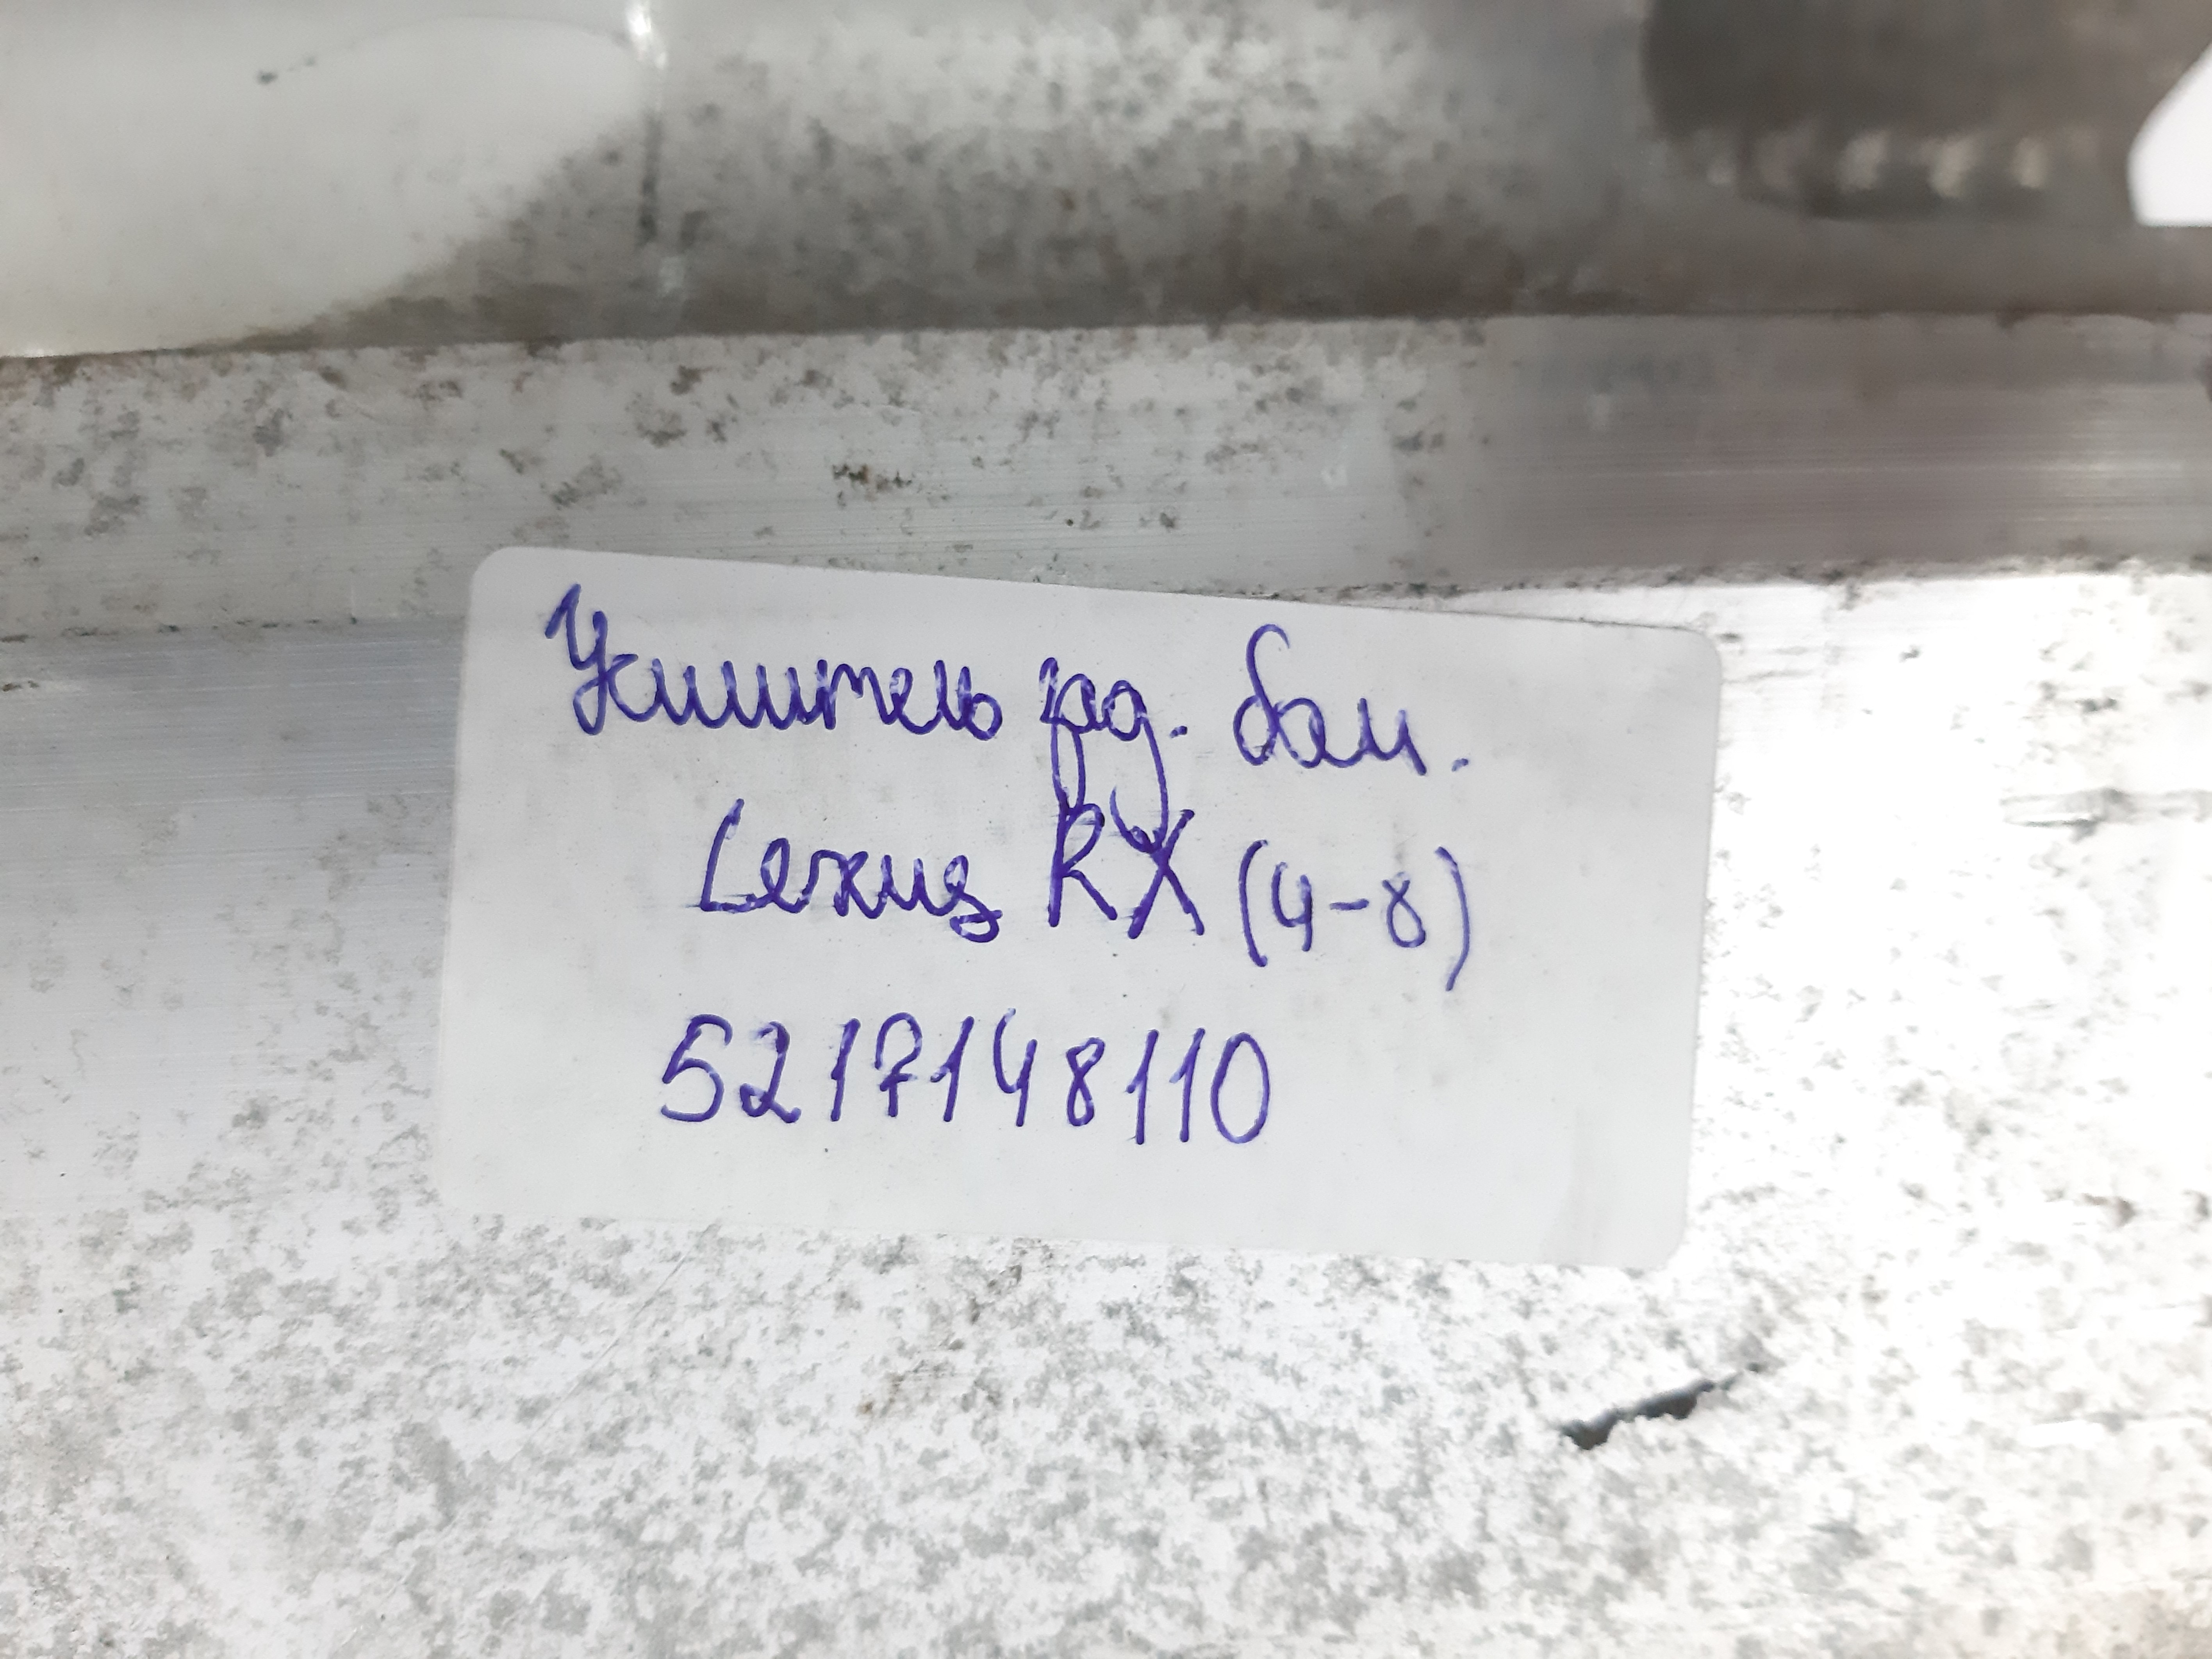 Усилитель зад. бам.
Lexus RX (4-8)
5217148110